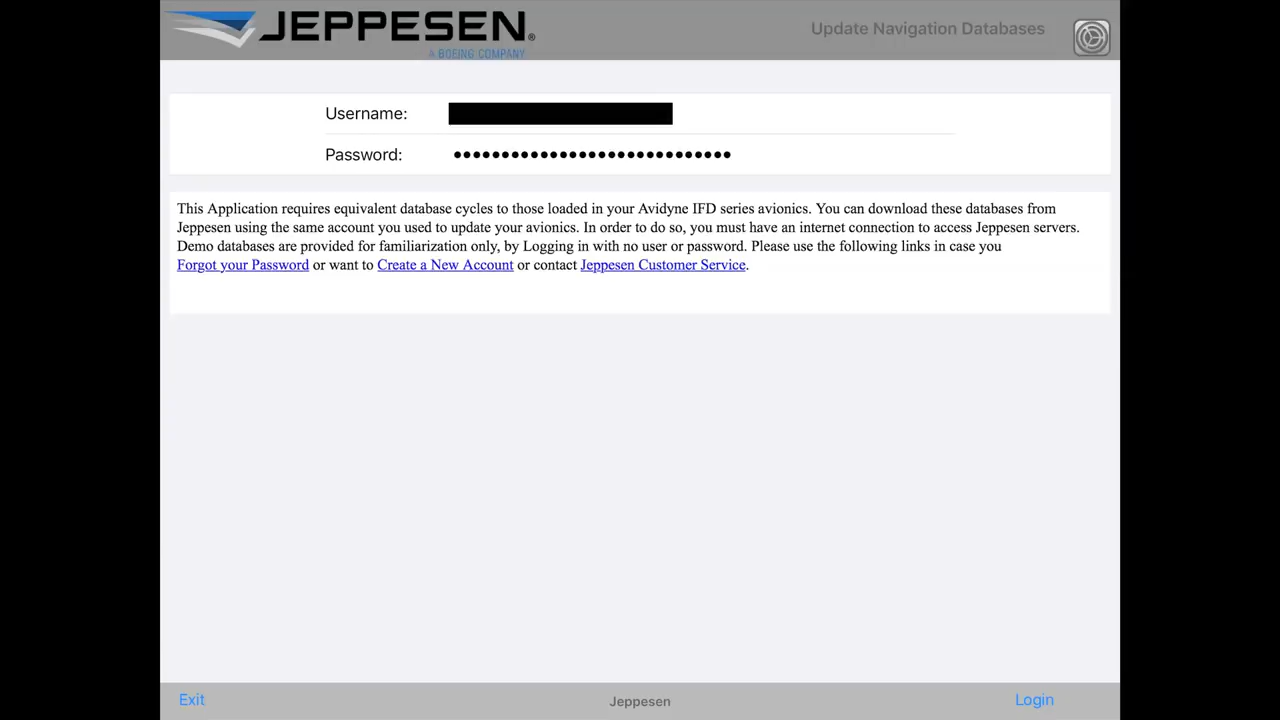 JEPPESEN®
A BOEING COMPANY
Update Navigation Databases
Username:
Password: ●●●●●●●●●●●●●●●●●●●●●●●●●●●●●
This Application requires equivalent database cycles to those loaded in your Avidyne IFD series avionics. You can download these databases from
Jeppesen using the same account you used to update your avionics. In order to do so, you must have an internet connection to access Jeppesen servers.
Demo databases are provided for familiarization only, by Logging in with no user or password. Please use the following links in case you
Forgot your Password or want to Create a New Account or contact Jeppesen Customer Service.
Exit
Jeppesen
Login